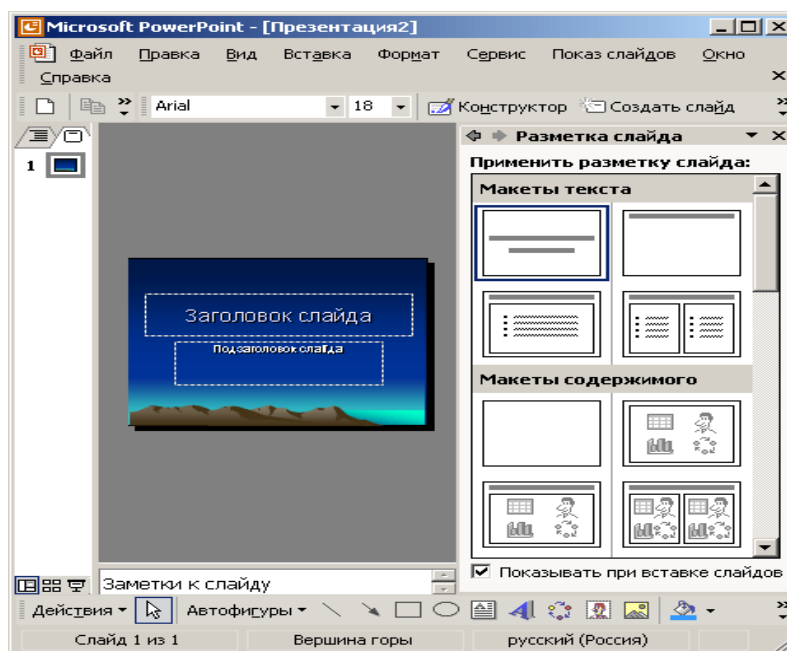 Microsoft PowerPoint - [Презентация2]
Файл Правка Вид Вставка Формат Сервис Показ слайдов Окно
Справка
Arial 18 Конструктор Создать слайд
Разметка слайда
1
Применить разметку слайда:
Макеты текста
Заголовок слайда
Подзаголовок слайда
Макеты содержимого
Показывать при вставке слайдов
Заметки к слайду
Действия Автофигуры
Слайд 1 из 1 Вершина горы русский (Россия)